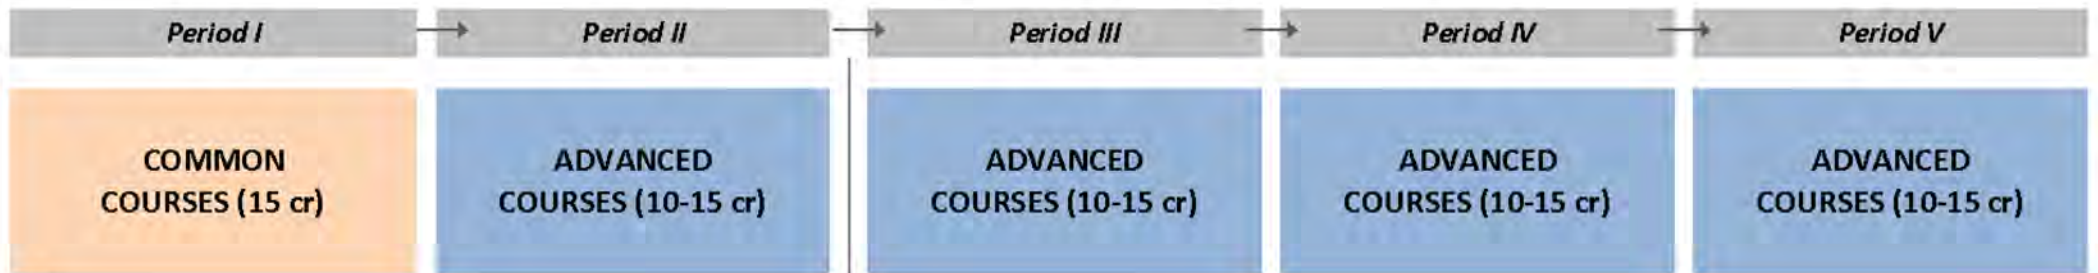 Period I
Period II
Period III
Period IV
Period V
COMMON
COURSES (15 cr)
ADVANCED
COURSES (10-15 cr)
ADVANCED
COURSES (10-15 cr)
ADVANCED
COURSES (10-15 cr)
ADVANCED
COURSES (10-15 cr)